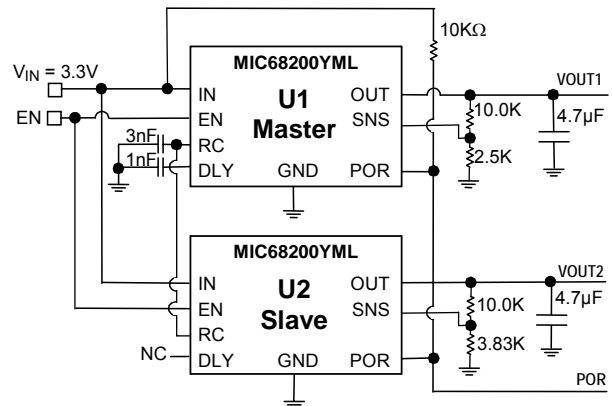 10KΩ
VIN = 3.3V
EN
MIC68200YML
IN
EN
RC
DLY
U1
Master
GND
OUT
SNS
POR
3nF
1nF
10.0K
2.5K
4.7µF
VOUT1
MIC68200YML
IN
EN
RC
DLY
U2
Slave
GND
OUT
SNS
POR
NC
10.0K
3.83K
4.7µF
VOUT2
POR